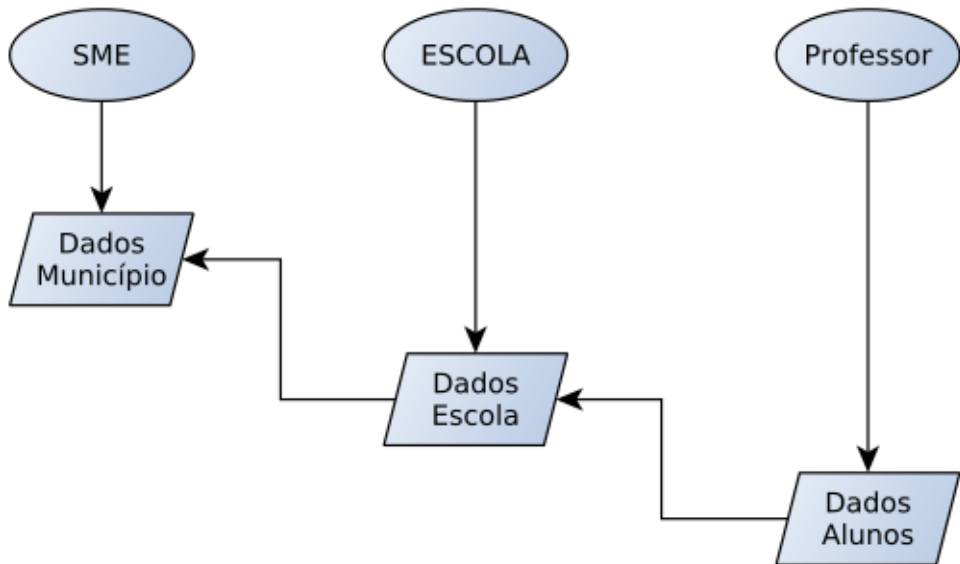 SME
ESCOLA
Professor
Dados
Município
Dados
Escola
Dados
Alunos